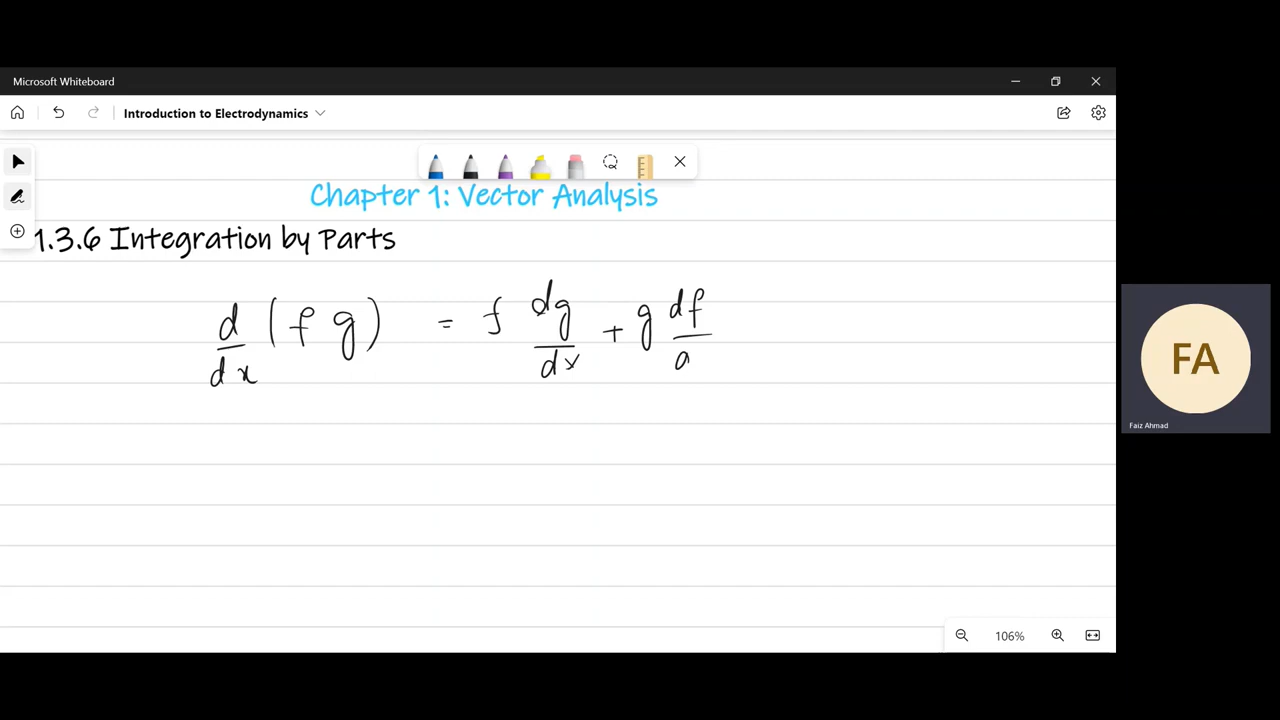 Microsoft Whiteboard
Introduction to Electrodynamics
Chapter 1: Vector Analysis
1.3.6 Integration by Parts
d/dx (f g) = f dg/dx + g df/d
FA
Faiz Ahmad
106%